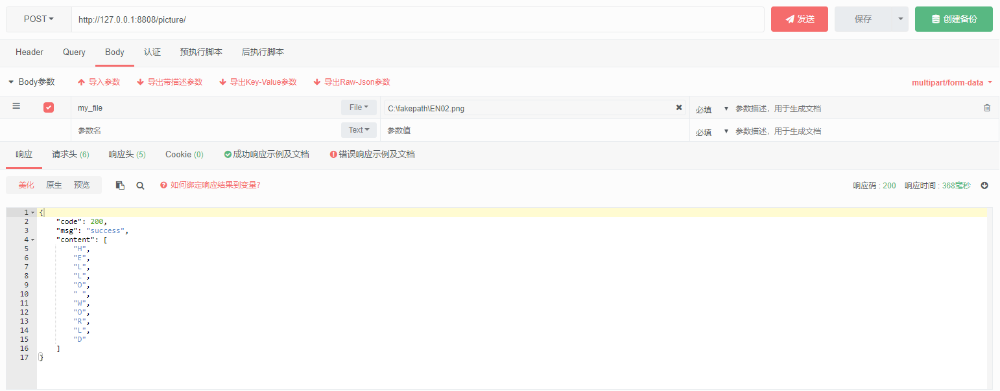 POST http://127.0.0.1:8808/picture/ 发送 保存 创建备份
Header Query Body 认证 预执行脚本 后执行脚本
Body参数 导入参数 导出带描述参数 导出Key-Value参数 导出Raw-Json参数 multipart/form-data
my_file File C:\fakepath\EN02.png 必填 参数描述，用于生成文档
参数名 Text 参数值 必填 参数描述，用于生成文档
响应 请求头 (6) 响应头 (5) Cookie (0) 成功响应示例及文档 错误响应示例及文档
美化 原生 预览 如何绑定响应结果到变量? 响应码 : 200 响应时间 : 368毫秒
1 {
2 "code": 200,
3 "msg": "success",
4 "content": [
5 "H",
6 "E",
7 "L",
8 "L",
9 "O",
10 " ",
11 "W",
12 "O",
13 "R",
14 "L",
15 "D"
16 ]
17 }